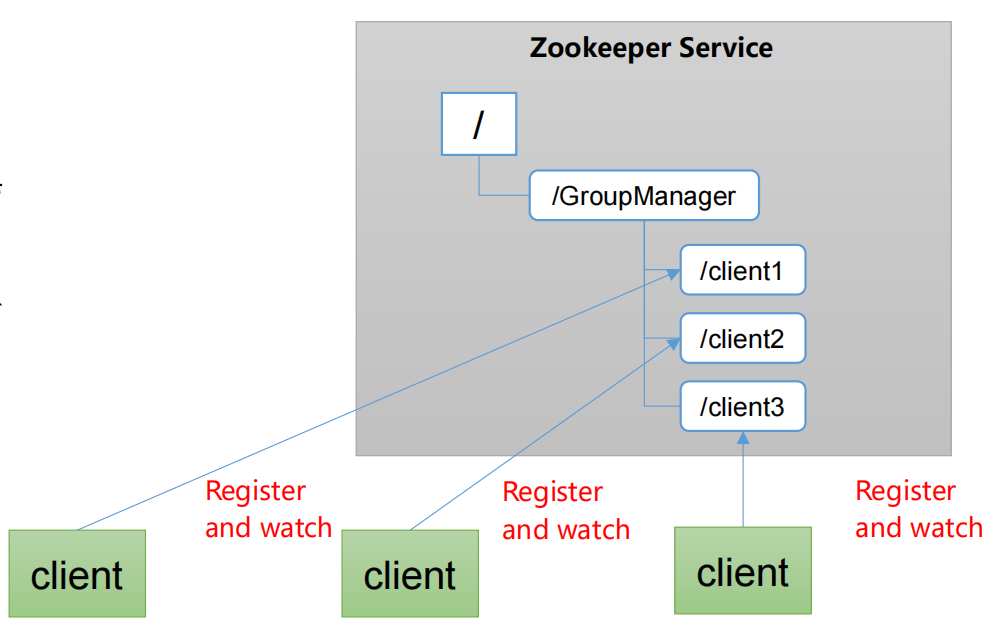 Zookeeper Service
/
/GroupManager
/client1
/client2
/client3
Register
and watch
Register
and watch
Register
and watch
client
client
client